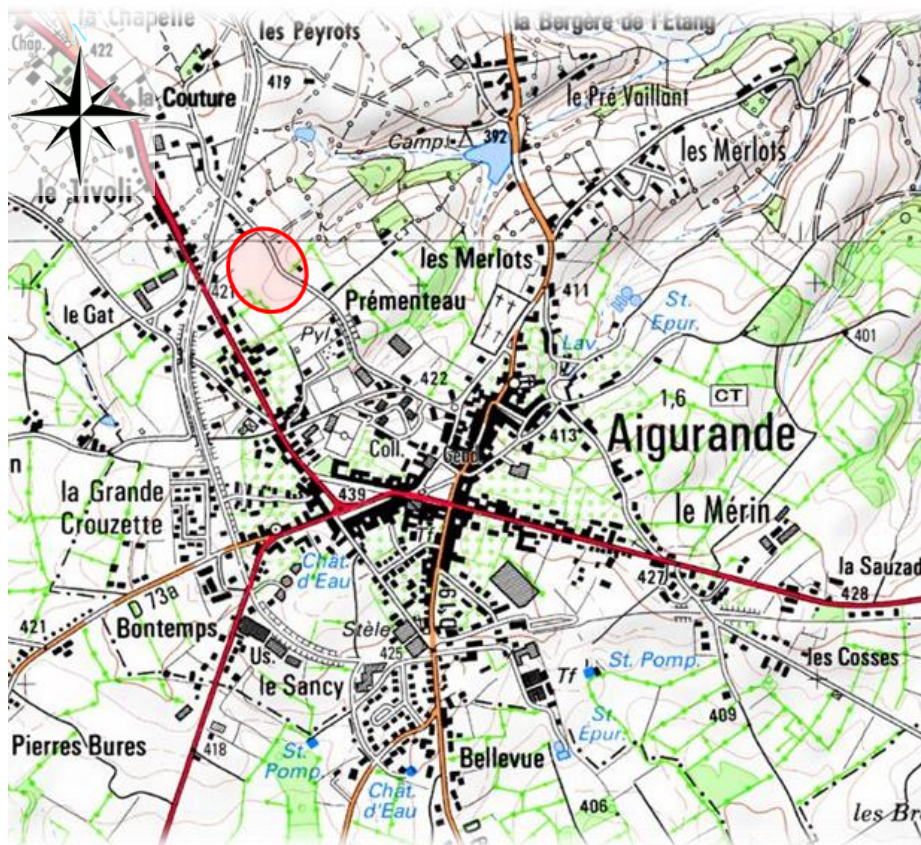 la Chapelle
Chap.
422
les Peyrots
la Bergère de l'Etang
419
la Couture
le Pré Vaillant
Camp.
392
les Merlots
le Tivoli
les Merlots
411
St.
Epur.
421
Prémenteau
le Gat
Pyl.
Lav.
401
422
1,6
CT
Coll.
Gend.
413
Aigurande
n
la Grande
Crouzette
439
le Mérin
Chât.
d'Eau
427
la Sauzad
428
73a
D 19
421
Bontemps
Stèle
425
Us.
le Sancy
Tf
St. Pomp.
les Cosses
St
Épur.
409
Pierres Bures
418
St.
Pomp.
Bellevue
Chât.
d'Eau
406
les Br